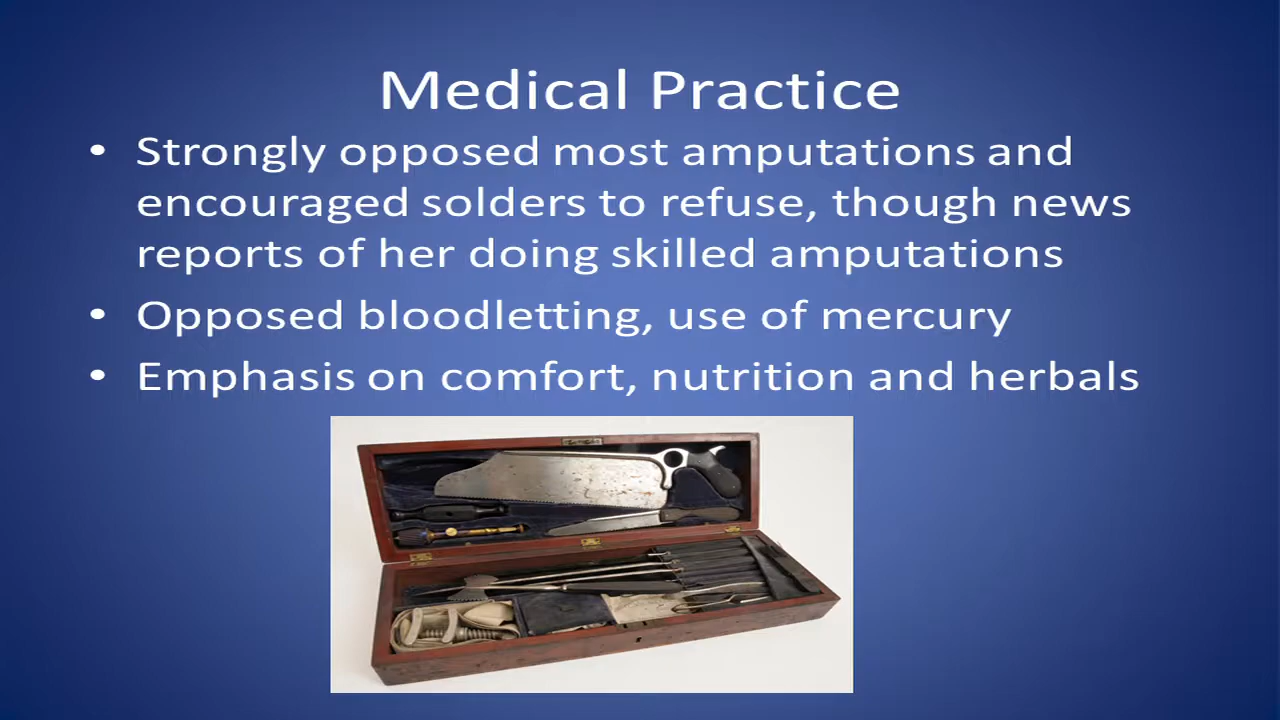 Medical Practice
• Strongly opposed most amputations and
encouraged solders to refuse, though news
reports of her doing skilled amputations
• Opposed bloodletting, use of mercury
• Emphasis on comfort, nutrition and herbals